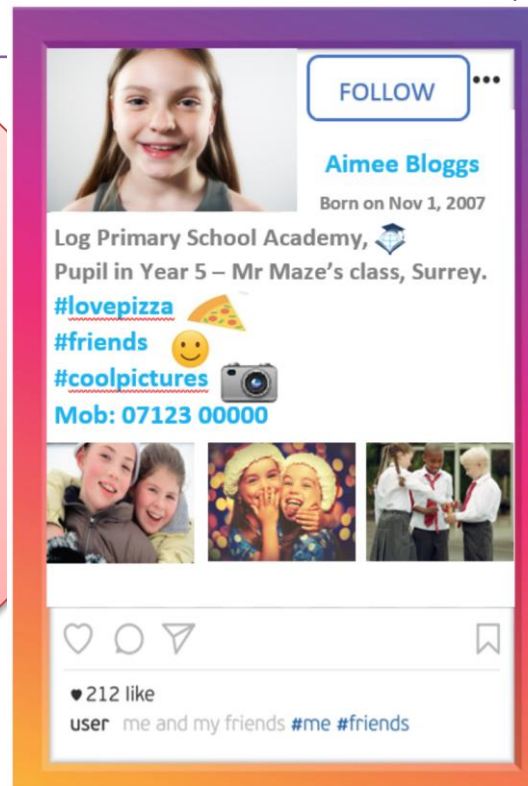 FOLLOW
Aimee Bloggs
Born on Nov 1, 2007
Log Primary School Academy,
Pupil in Year 5 – Mr Maze's class, Surrey.
#lovepizza
#friends
#coolpictures
Mob: 07123 00000
212 like
user me and my friends #me #friends